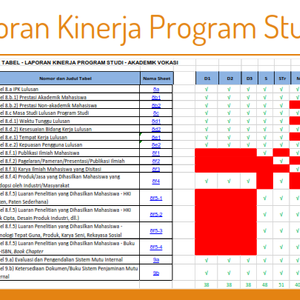 oran Kinerja Program Stu
TABEL - LAPORAN KINERJA PROGRAM STUDI - AKADEMIK VOKASI
Nomor dan Judul Tabel Nama Sheet D1 D2 D3 S STr
el 8.a IPK Lulusan 8a √ √ √ √ √ √
el 8.b.1) Prestasi Akademik Mahasiswa 8b1 √ √ √ √ √ √
el 8.b.2) Prestasi Non-akademik Mahasiswa 8b2 √ √ √ √ √
el 8.c Masa Studi Lulusan Program Studi 8c √ √ √ √ √ √
el 8.d.1) Waktu Tunggu Lulusan 8d1 √ √ √ √ √
el 8.d.2) Kesesuaian Bidang Kerja Lulusan 8d2 √ √ √ √ √
el 8.e.1) Tempat Kerja Lulusan 8e1 √ √ √ √ √
el 8.e.2) Kepuasan Pengguna Lulusan 8e2 √ √ √ √ √
el 8.f.1) Publikasi Ilmiah Mahasiswa 8f1 √
el 8.f.2) Pagelaran/Pameran/Presentasi/Publikasi Ilmiah 8f2 √
el 8.f.3) Karya Ilmiah Mahasiswa yang Disitasi 8f3
el 8.f.4) Produk/Jasa yang Dihasilkan Mahasiswa yang
dopsi oleh Industri/Masyarakat 8f4 √ √ √ √
el 8.f.5) Luaran Penelitian yang Dihasilkan Mahasiswa - HKI
ten, Paten Sederhana) 8f5-1 √ √
el 8.f.5) Luaran Penelitian yang Dihasilkan Mahasiswa - HKI
k Cipta, Desain Produk Industri, dll.) 8f5-2 √ √
el 8.f.5) Luaran Penelitian yang Dihasilkan Mahasiswa -
nologi Tepat Guna, Produk, Karya Seni, Rekayasa Sosial 8f5-3 √ √
el 8.f.5) Luaran Penelitian yang Dihasilkan Mahasiswa - Buku
-ISBN, Book Chapter 8f5-4 √ √
el 9.a) Evaluasi dan Pengendalian Sistem Mutu Internal 9a √ √ √ √ √ √
el 9.b) Ketersediaan Dokumen/Buku Sistem Penjaminan Mutu
Internal 9b √ √ √ √ √ √